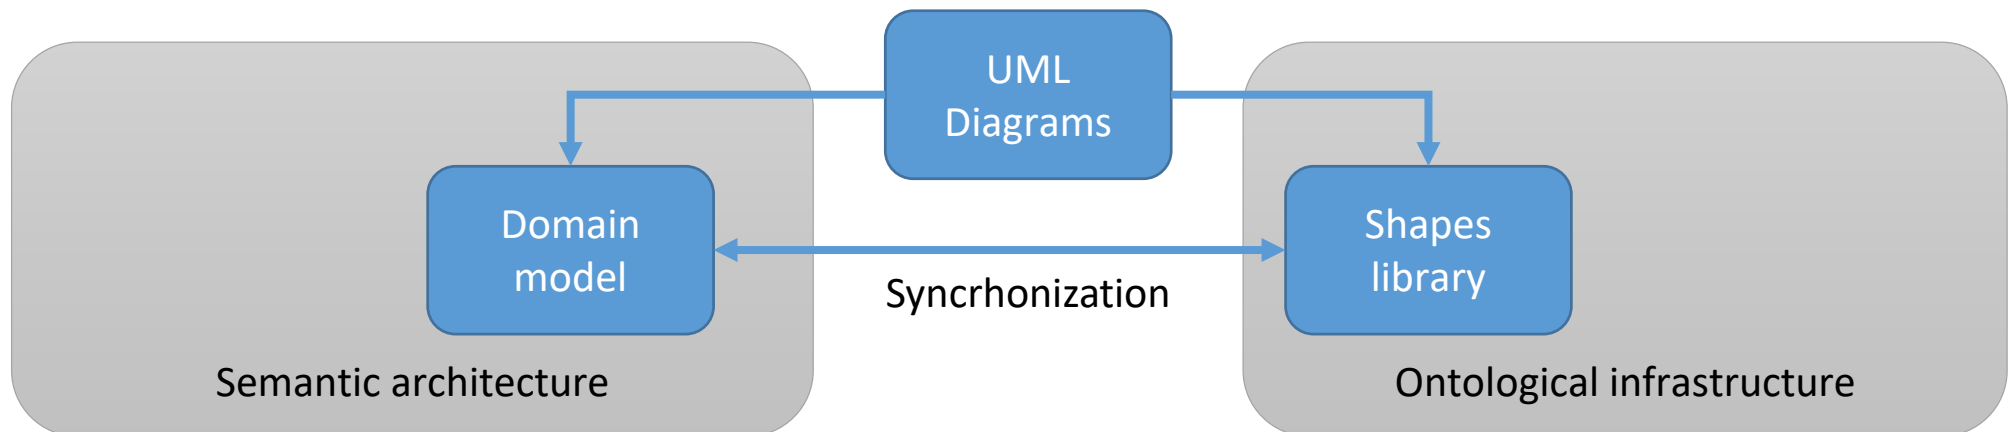 UML
Diagrams
Domain
model
Shapes
library
Syncrhonization
Semantic architecture
Ontological infrastructure